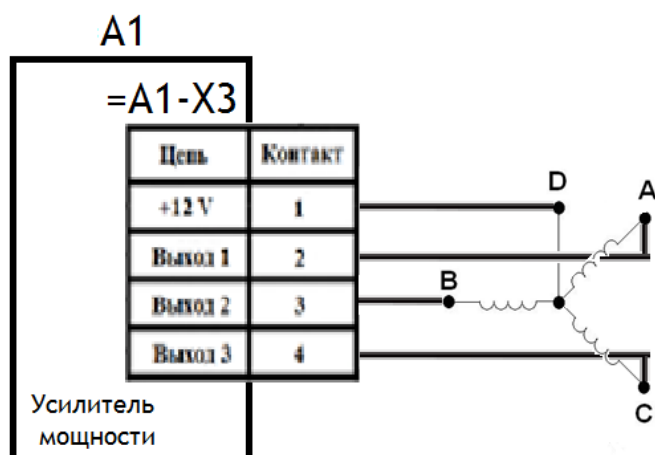 A1
=A1-X3
Цепь Контакт
+12 V 1
Выход 1 2
Выход 2 3
Выход 3 4
D
A
B
C
Усилитель
мощности